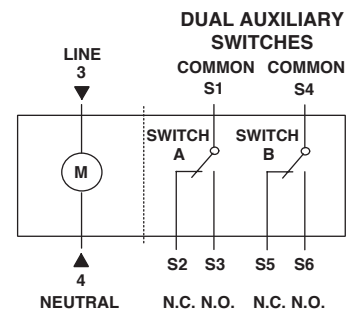 DUAL AUXILIARY
SWITCHES
LINE
3
COMMON COMMON
S1 S4
SWITCH
A
SWITCH
B
M
4
NEUTRAL
S2 S3 S5 S6
N.C. N.O. N.C. N.O.